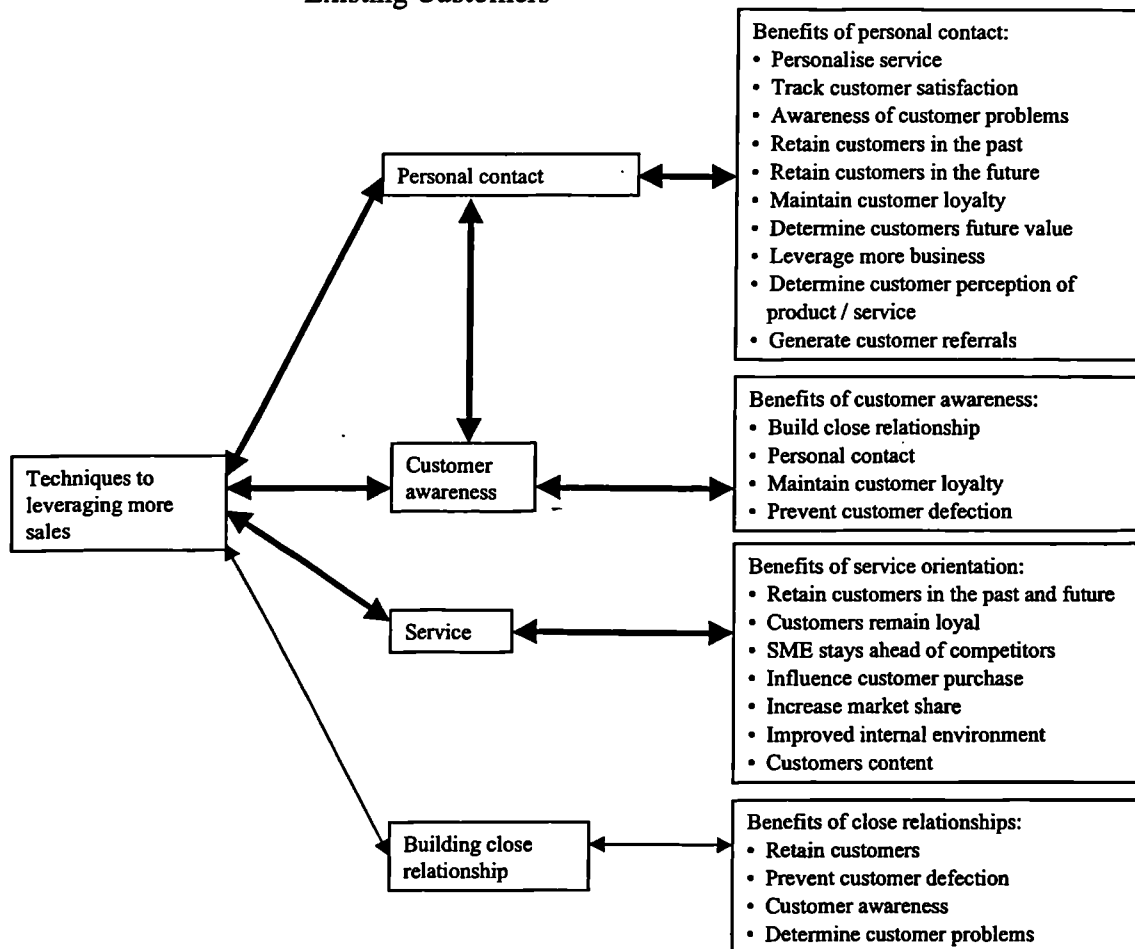 Existing Customers
Benefits of personal contact:
• Personalise service
• Track customer satisfaction
• Awareness of customer problems
• Retain customers in the past
• Retain customers in the future
• Maintain customer loyalty
• Determine customers future value
• Leverage more business
• Determine customer perception of
product / service
• Generate customer referrals
Personal contact
Benefits of customer awareness:
• Build close relationship
• Personal contact
• Maintain customer loyalty
• Prevent customer defection
Customer
awareness
Techniques to
leveraging more
sales
Benefits of service orientation:
• Retain customers in the past and future
• Customers remain loyal
• SME stays ahead of competitors
• Influence customer purchase
• Increase market share
• Improved internal environment
• Customers content
Service
Building close
relationship
Benefits of close relationships:
• Retain customers
• Prevent customer defection
• Customer awareness
• Determine customer problems